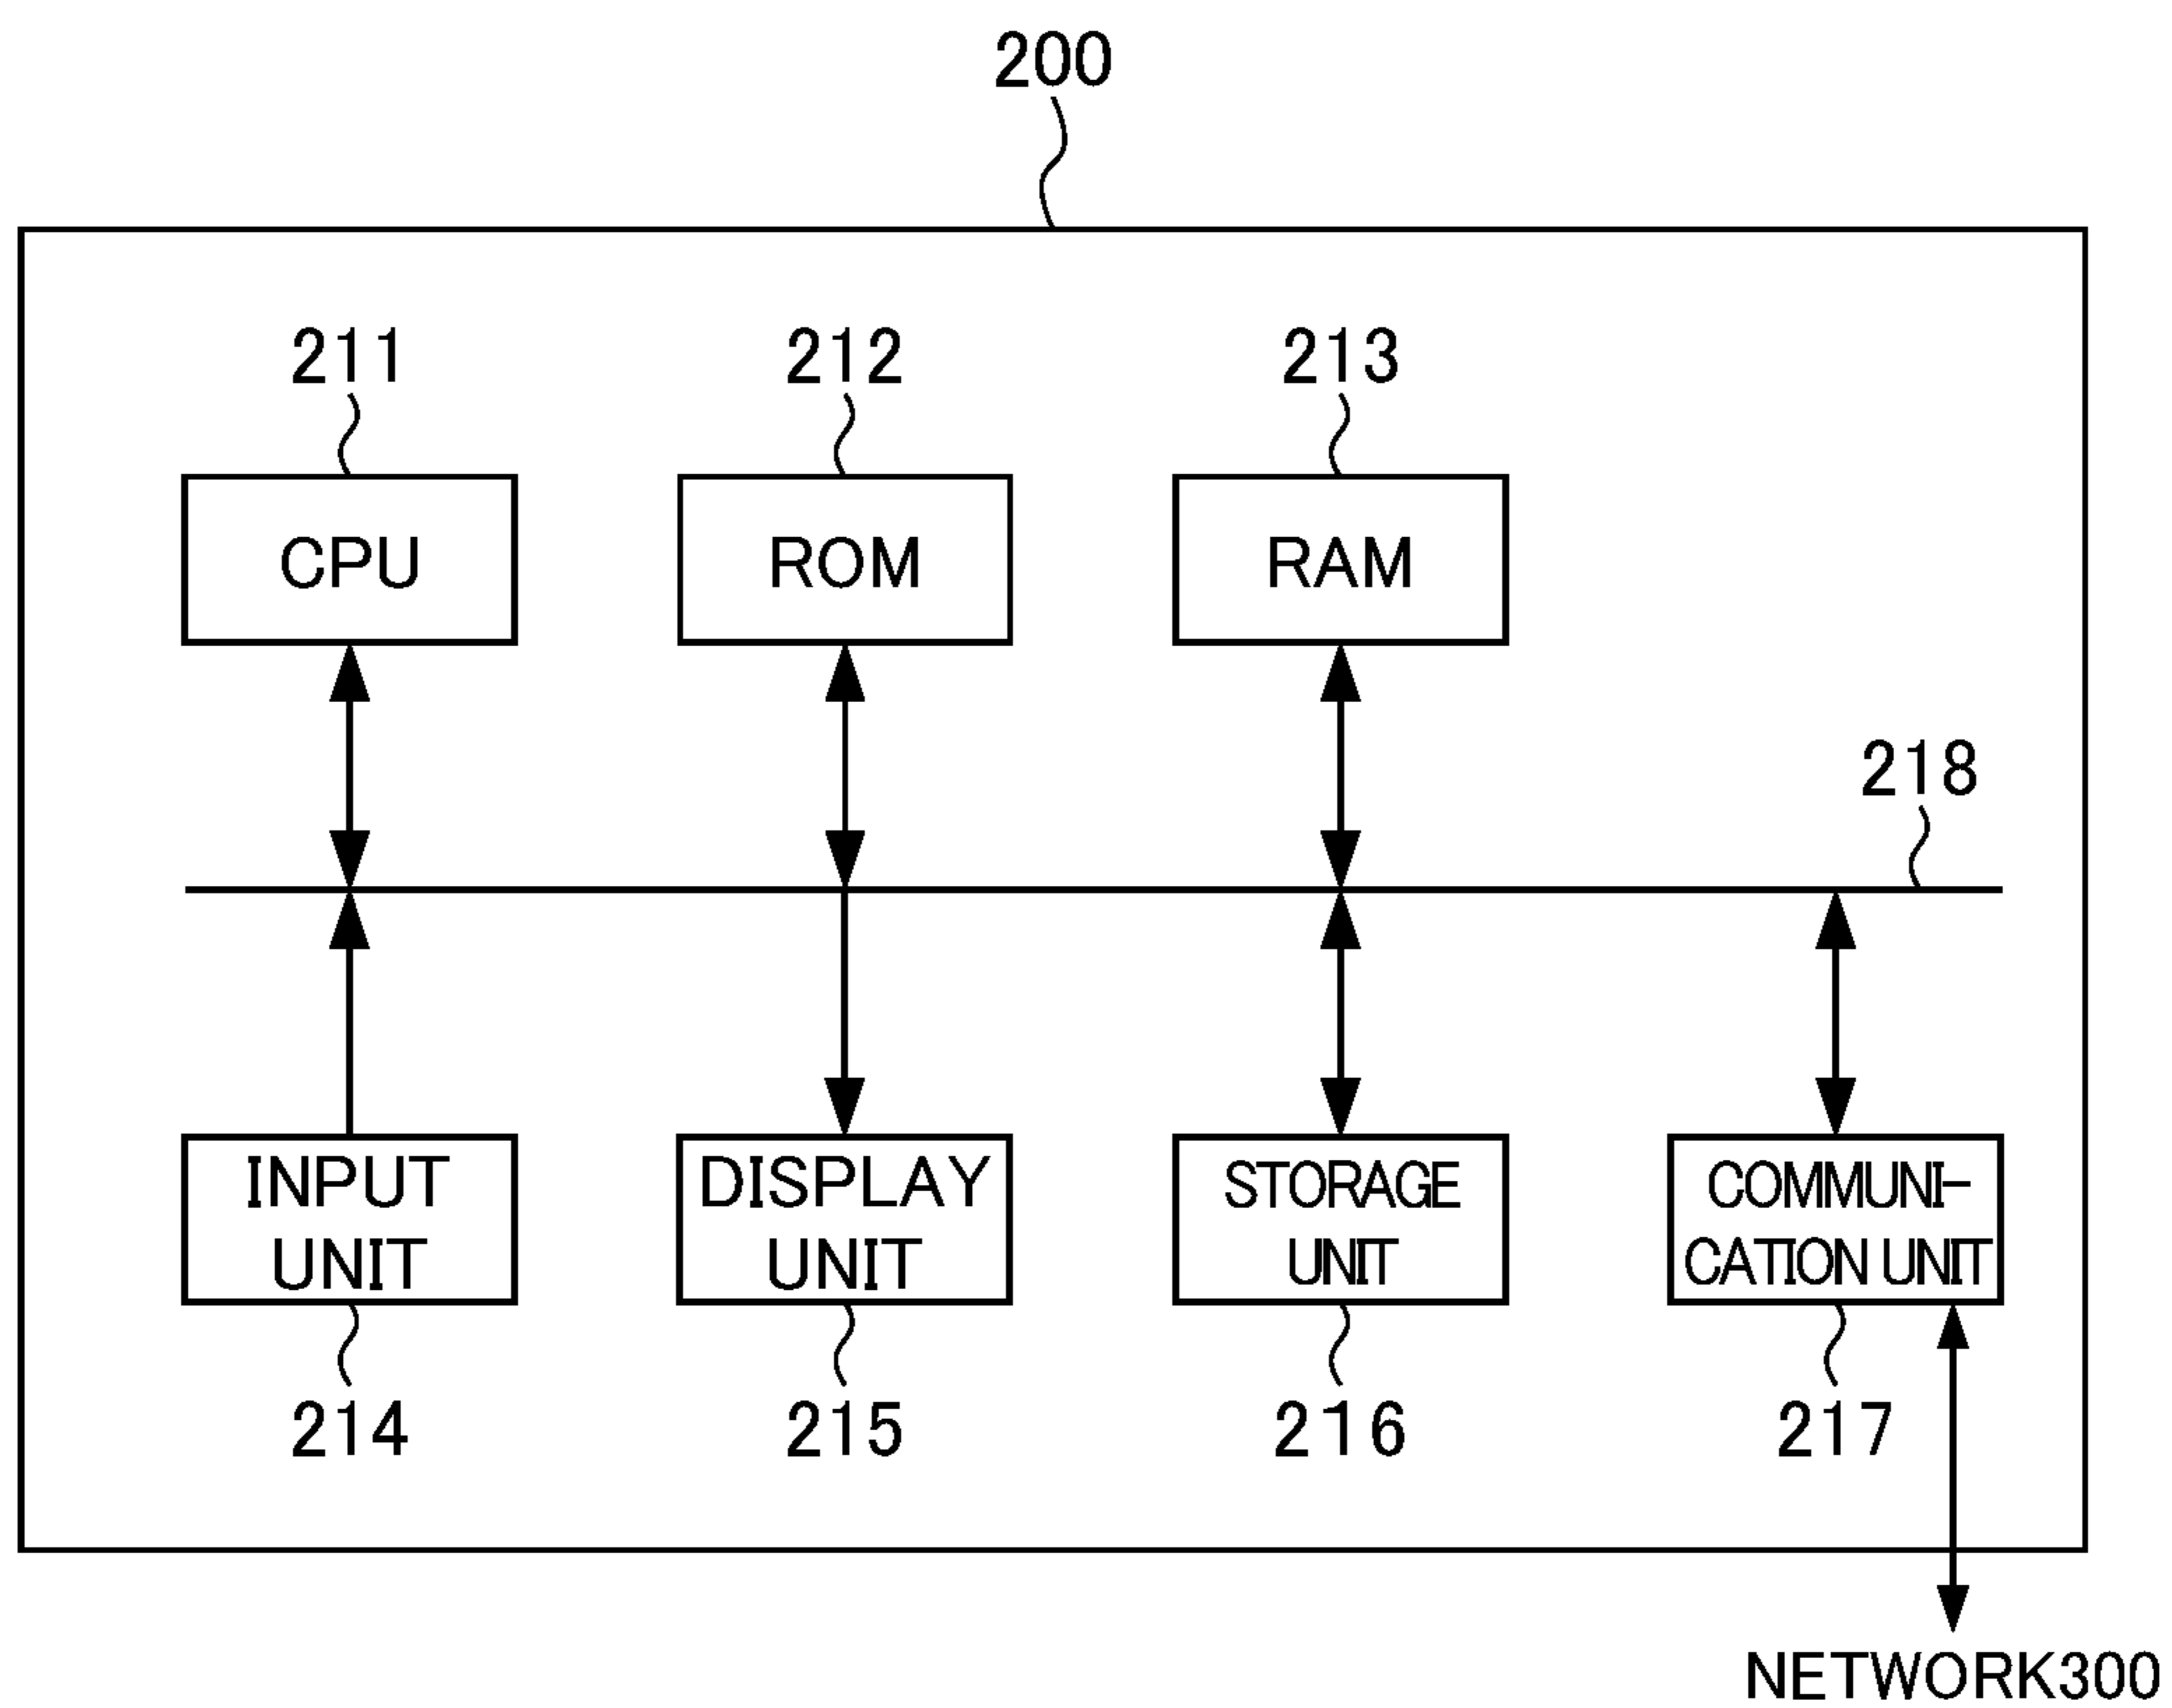 200
211
212
213
CPU
ROM
RAM
218
INPUT
UNIT
DISPLAY
UNIT
STORAGE
UNIT
COMMUNI-
CATION UNIT
214
215
216
217
NETWORK300